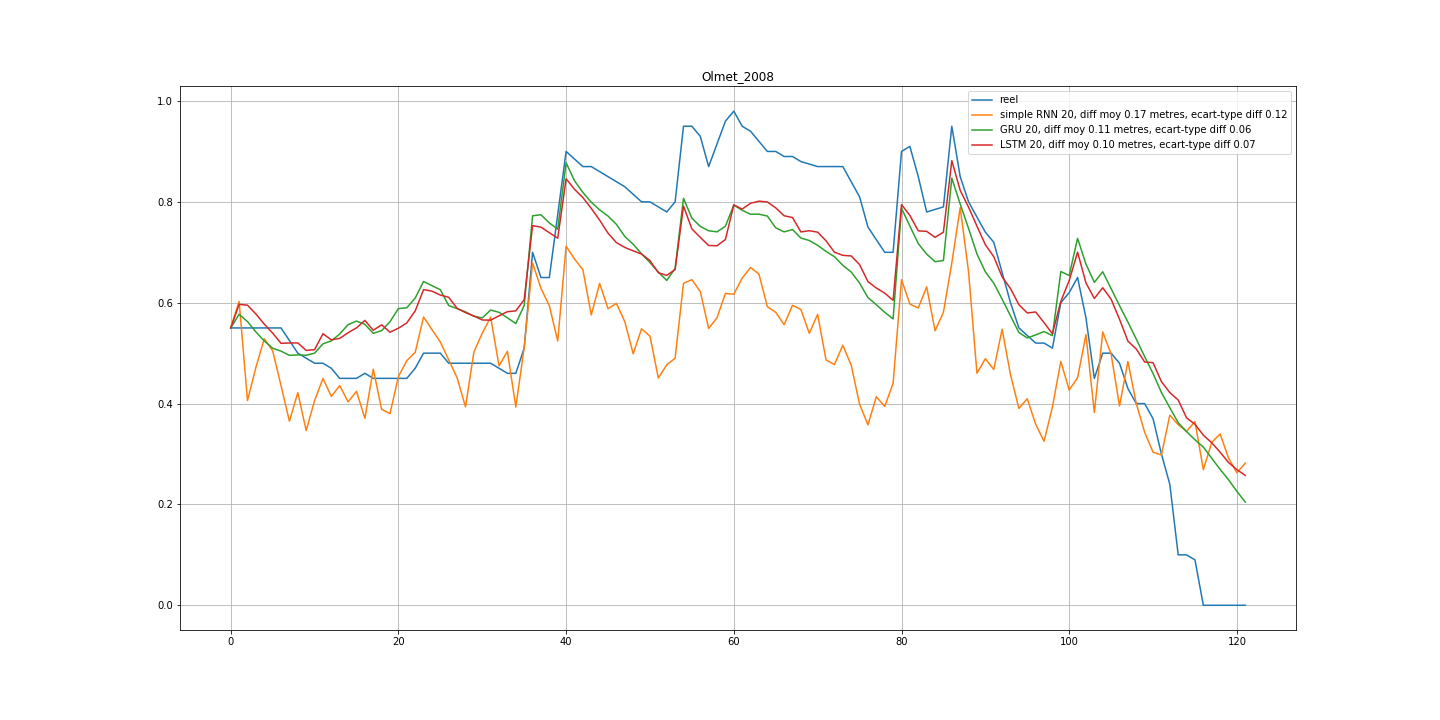 Olmet_2008
reel
simple RNN 20, diff moy 0.17 metres, ecart-type diff 0.12
GRU 20, diff moy 0.11 metres, ecart-type diff 0.06
LSTM 20, diff moy 0.10 metres, ecart-type diff 0.07
1.0
0.8
0.6
0.4
0.2
0.0
0 20 40 60 80 100 120